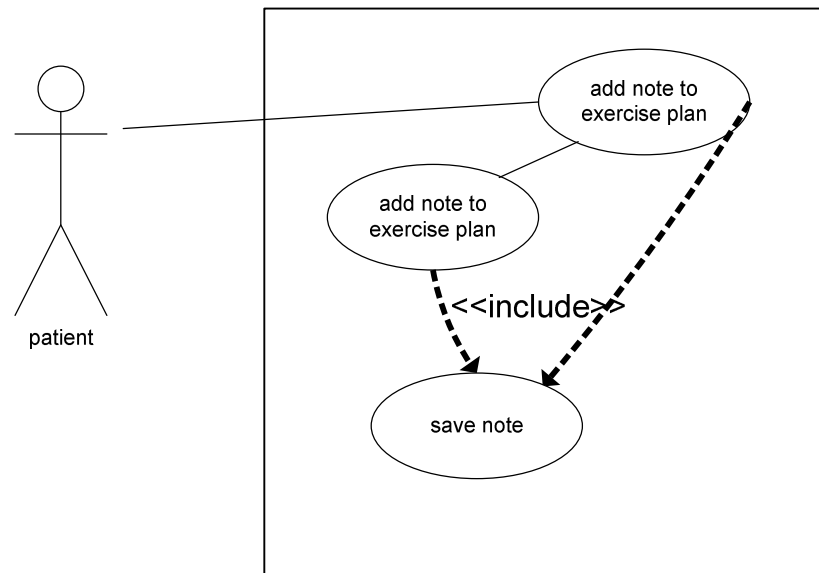 add note to
exercise plan
add note to
exercise plan
<<include>>
patient
save note